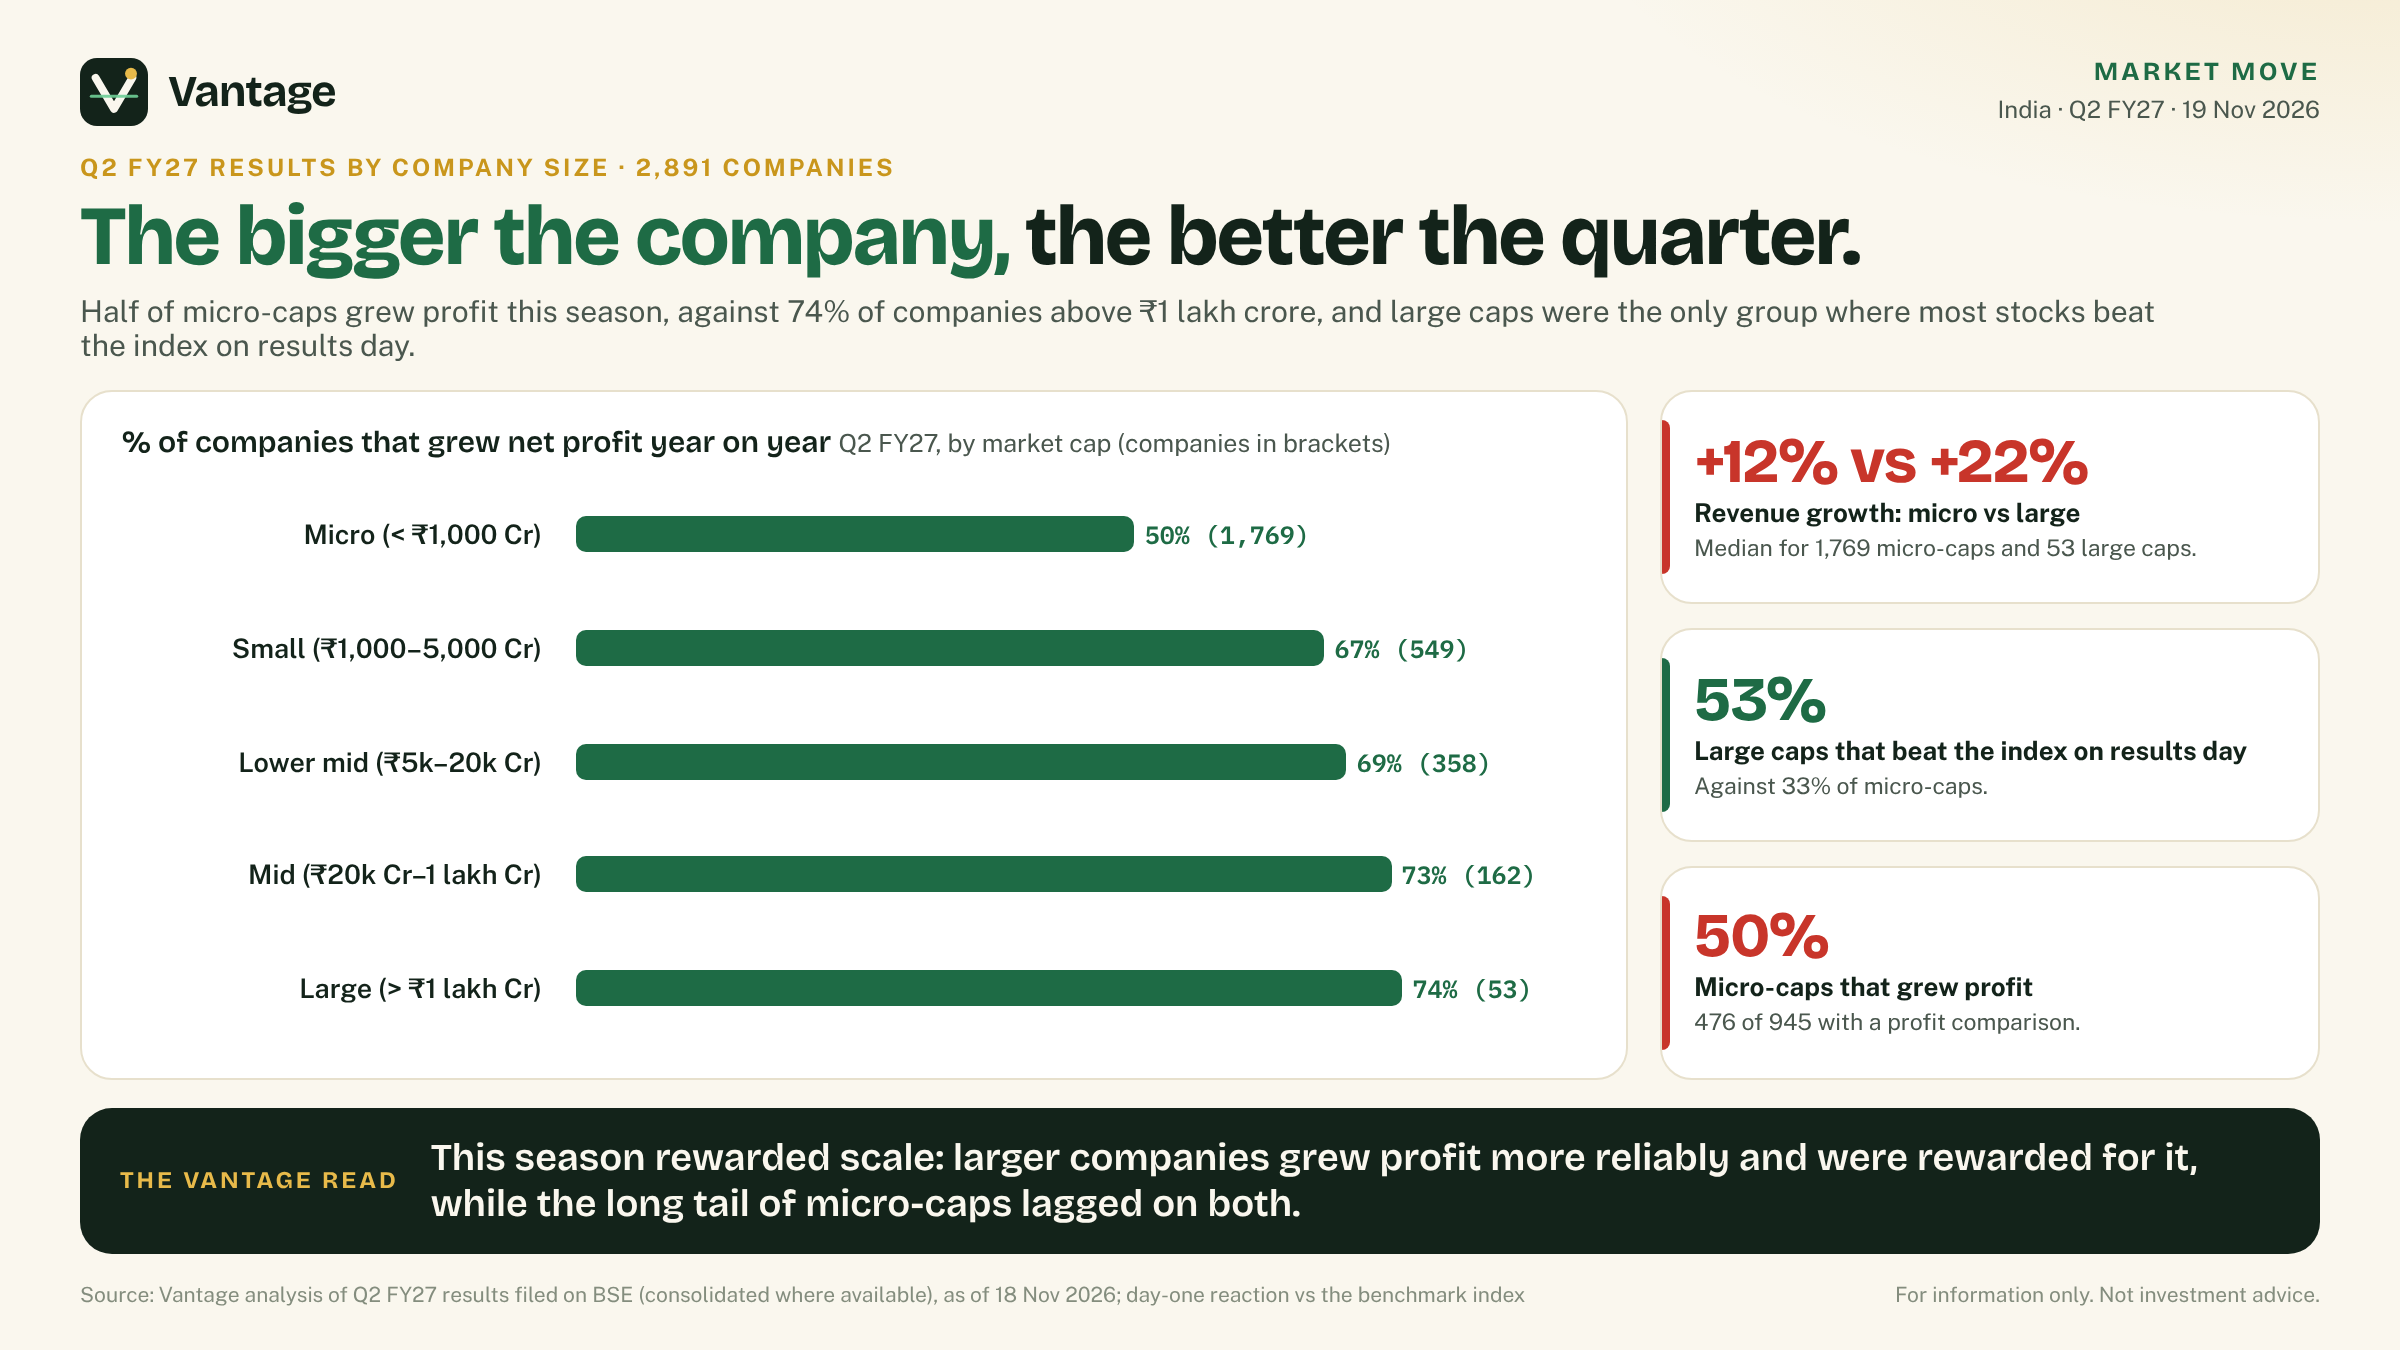 Vantage
MARKET MOVE
India · Q2 FY27 · 19 Nov 2026
Q2 FY27 RESULTS BY COMPANY SIZE · 2,891 COMPANIES
The bigger the company, the better the quarter.
Half of micro-caps grew profit this season, against 74% of companies above ₹1 lakh crore, and large caps were the only group where most stocks beat
the index on results day.
% of companies that grew net profit year on year Q2 FY27, by market cap (companies in brackets)
Micro (< ₹1,000 Cr) 50% (1,769)
Small (₹1,000–5,000 Cr) 67% (549)
Lower mid (₹5k–20k Cr) 69% (358)
Mid (₹20k Cr–1 lakh Cr) 73% (162)
Large (> ₹1 lakh Cr) 74% (53)
+12% vs +22%
Revenue growth: micro vs large
Median for 1,769 micro-caps and 53 large caps.
53%
Large caps that beat the index on results day
Against 33% of micro-caps.
50%
Micro-caps that grew profit
476 of 945 with a profit comparison.
THE VANTAGE READ
This season rewarded scale: larger companies grew profit more reliably and were rewarded for it,
while the long tail of micro-caps lagged on both.
Source: Vantage analysis of Q2 FY27 results filed on BSE (consolidated where available), as of 18 Nov 2026; day-one reaction vs the benchmark index
For information only. Not investment advice.